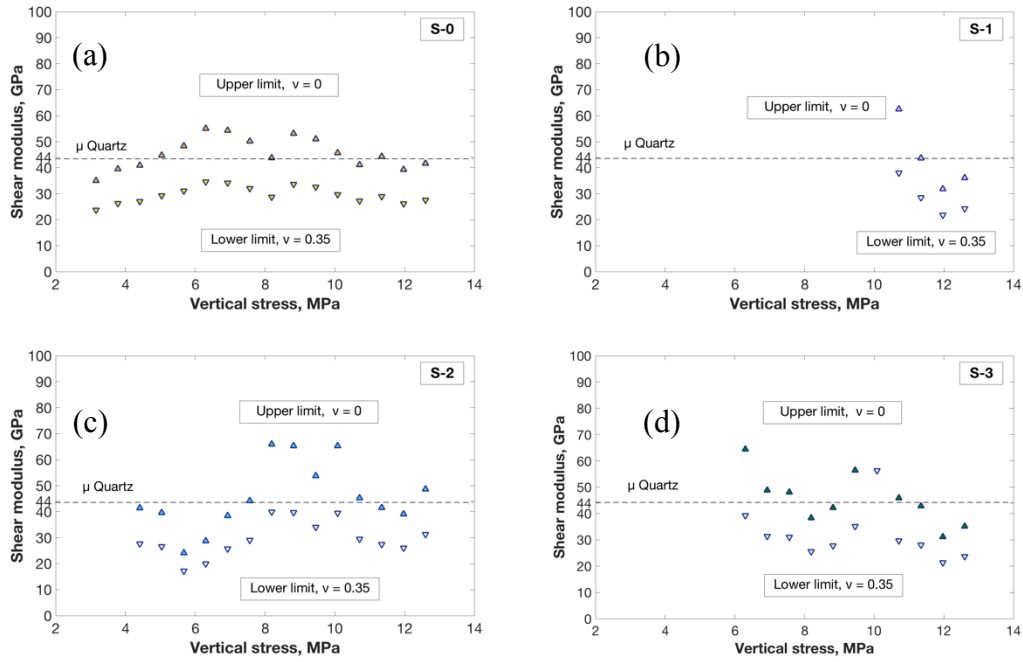 S-0
(a)
Upper limit, ν = 0
μ Quartz
Lower limit, ν = 0.35
Shear modulus, GPa
100
90
80
70
60
50
44
40
30
20
10
0
2 4 6 8 10 12 14
Vertical stress, MPa
S-1
(b)
Upper limit, ν = 0
μ Quartz
Lower limit, ν = 0.35
Shear modulus, GPa
100
90
80
70
60
50
44
40
30
20
10
0
2 4 6 8 10 12 14
Vertical stress, MPa
S-2
(c)
Upper limit, ν = 0
μ Quartz
Lower limit, ν = 0.35
Shear modulus, GPa
100
90
80
70
60
50
44
40
30
20
10
0
2 4 6 8 10 12 14
Vertical stress, MPa
S-3
(d)
Upper limit, ν = 0
μ Quartz
Lower limit, ν = 0.35
Shear modulus, GPa
100
90
80
70
60
50
44
40
30
20
10
0
2 4 6 8 10 12 14
Vertical stress, MPa